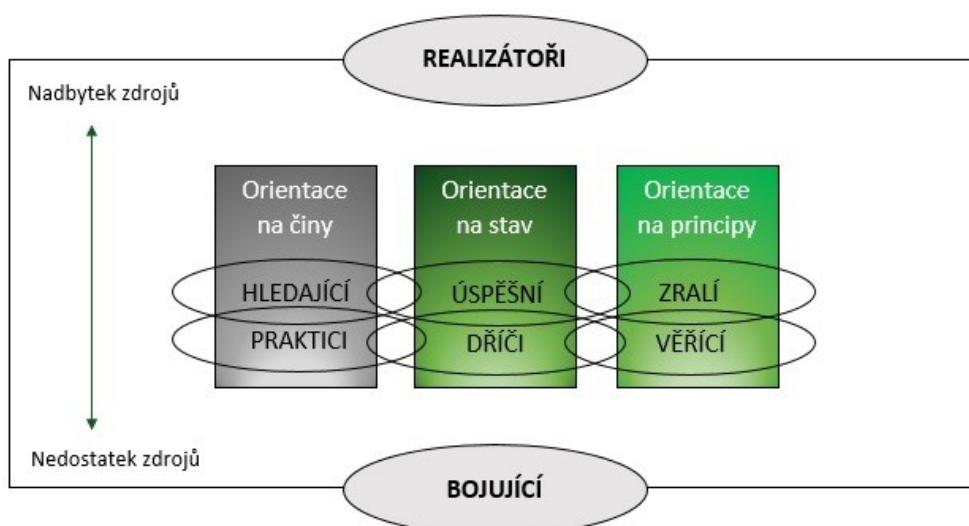 REALIZÁTOŘI
Nadbytek zdrojů
Orientace
na činy
Orientace
na stav
Orientace
na principy
HLEDAJÍCÍ
ÚSPĚŠNÍ
ZRALÍ
PRAKTICI
DŘÍČI
VĚŘÍCÍ
Nedostatek zdrojů
BOJUJÍCÍ